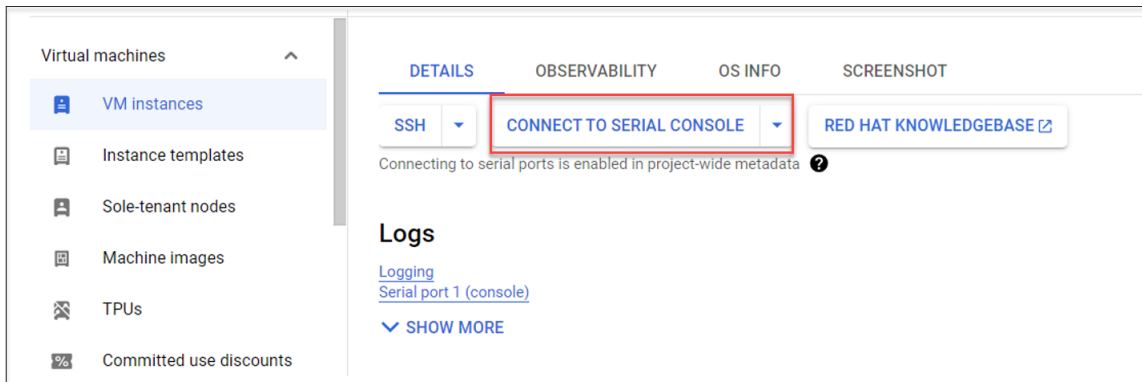 Virtual machines
VM instances
Instance templates
Sole-tenant nodes
Machine images
TPUs
Committed use discounts
DETAILS OBSERVABILITY OS INFO SCREENSHOT
SSH CONNECT TO SERIAL CONSOLE RED HAT KNOWLEDGEBASE
Connecting to serial ports is enabled in project-wide metadata ?
Logs
Logging
Serial port 1 (console)
SHOW MORE